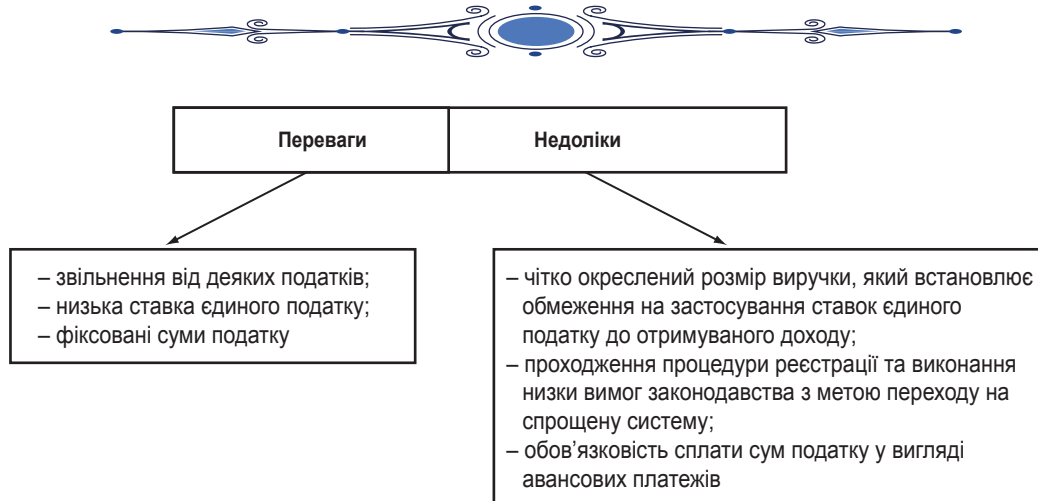 Переваги
Недоліки
– звільнення від деяких податків;
– низька ставка єдиного податку;
– фіксовані суми податку
– чітко окреслений розмір виручки, який встановлює
обмеження на застосування ставок єдиного
податку до отримуваного доходу;
– проходження процедури реєстрації та виконання
низки вимог законодавства з метою переходу на
спрощену систему;
– обов’язковість сплати сум податку у вигляді
авансових платежів